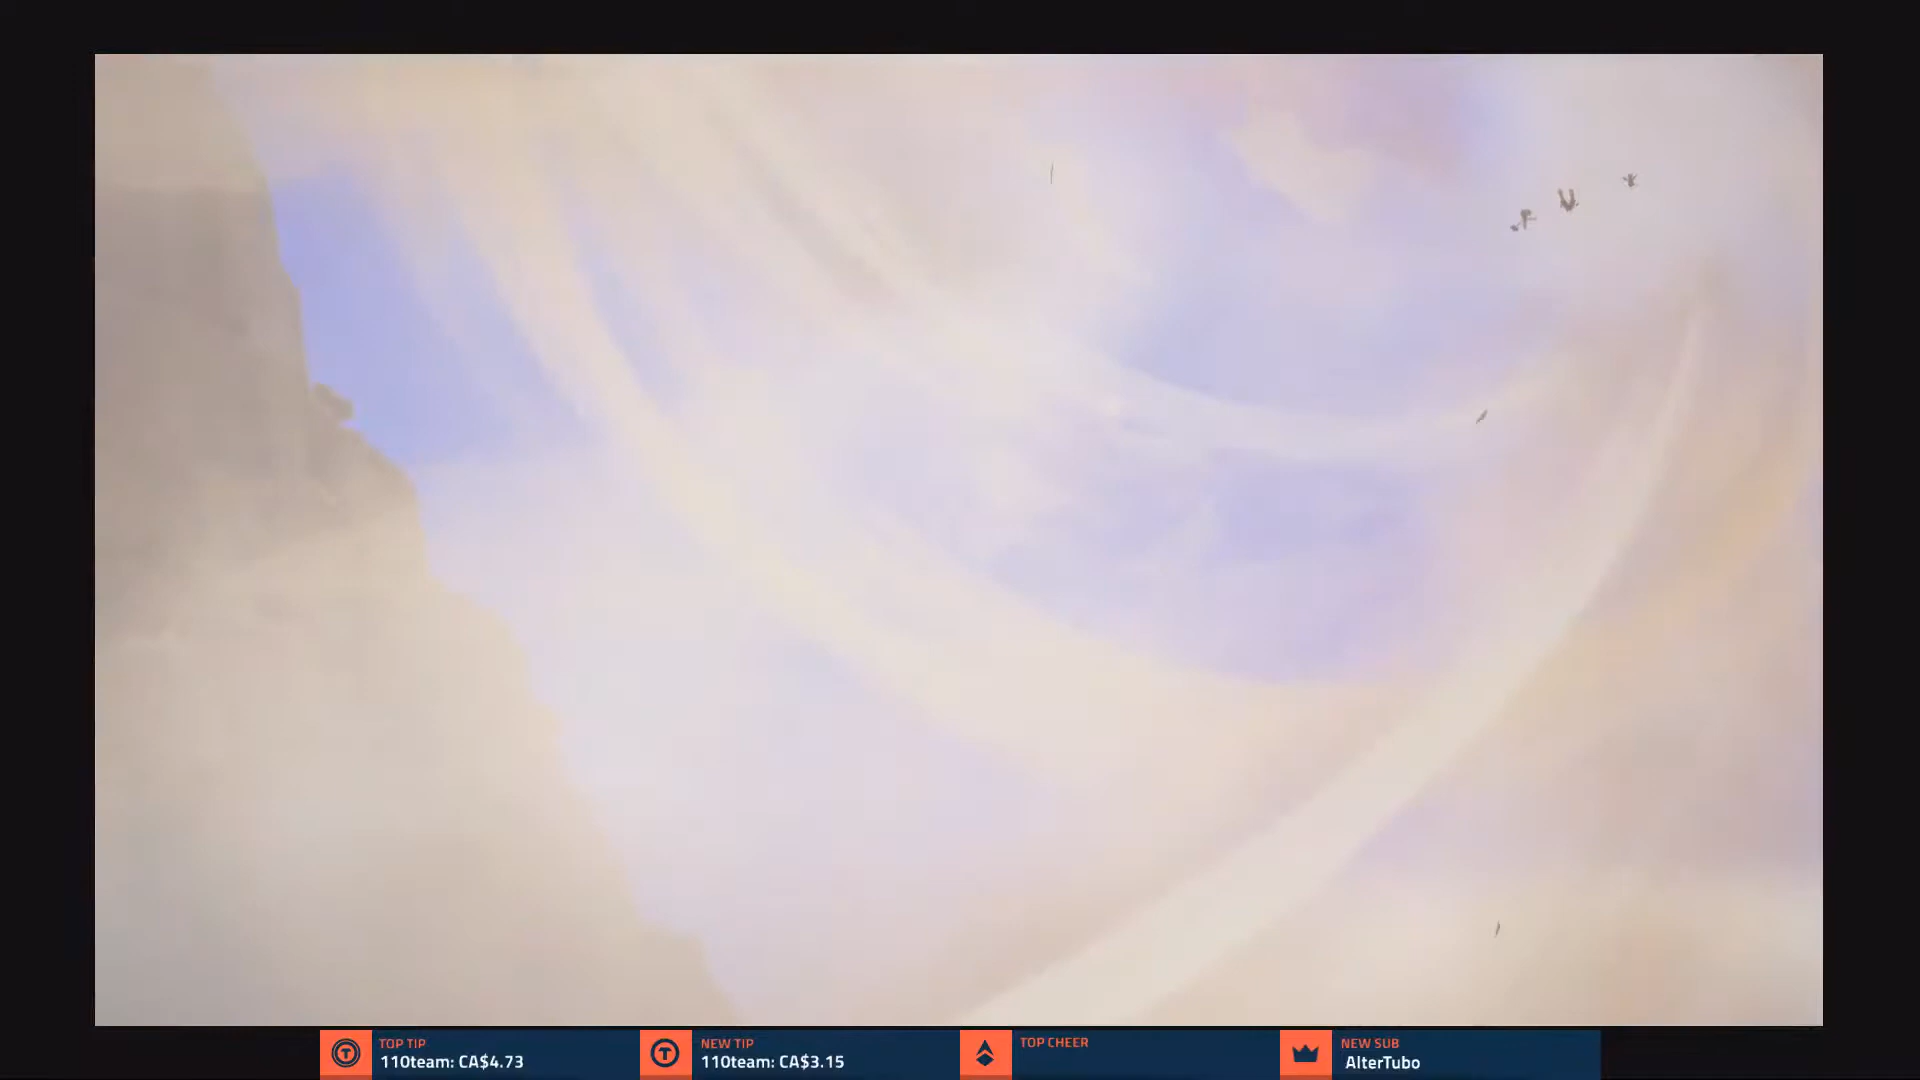 TOP TIP
110team: CA$4.73
NEW TIP
110team: CA$3.15
TOP CHEER
NEW SUB
AlterTubo